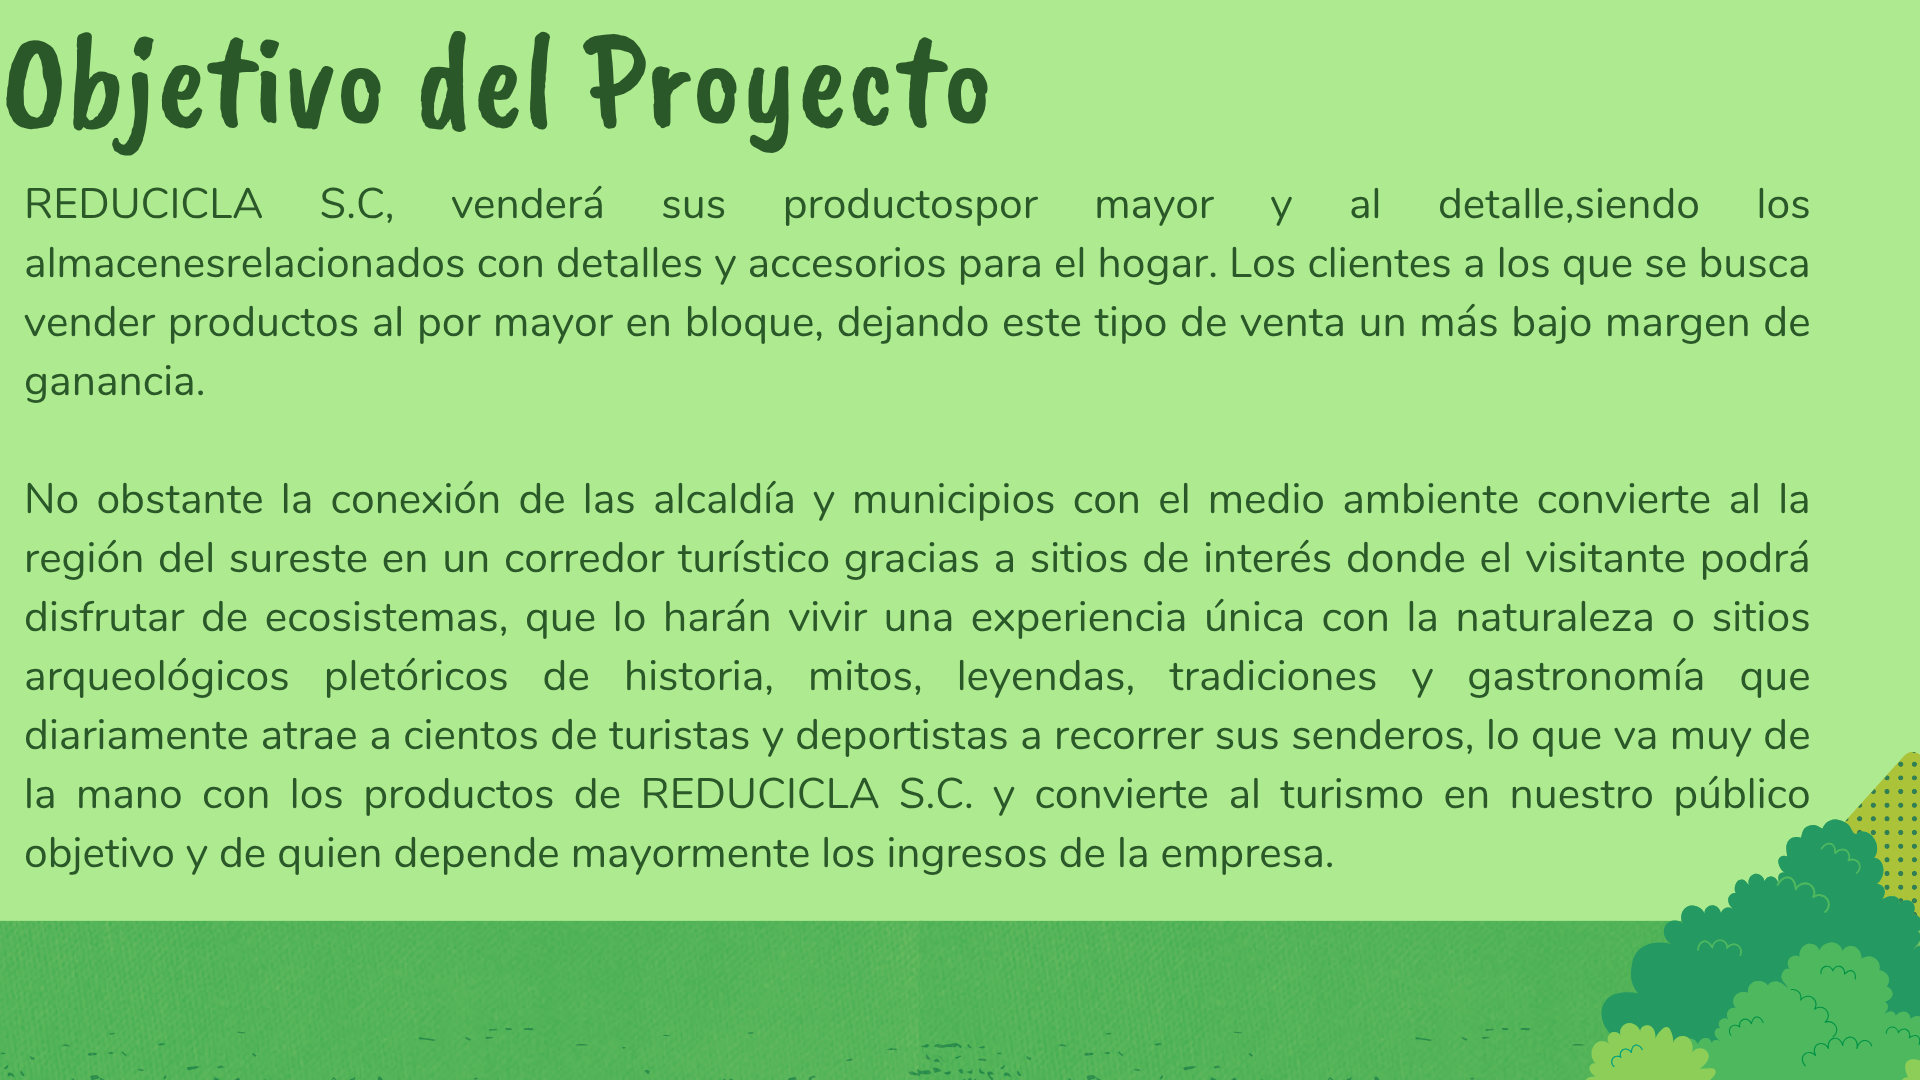 Objetivo del Proyecto
REDUCICLA S.C, venderá sus productospor mayor y al detalle,siendo los
almacenesrelacionados con detalles y accesorios para el hogar. Los clientes a los que se busca
vender productos al por mayor en bloque, dejando este tipo de venta un más bajo margen de
ganancia.
No obstante la conexión de las alcaldía y municipios con el medio ambiente convierte al la
región del sureste en un corredor turístico gracias a sitios de interés donde el visitante podrá
disfrutar de ecosistemas, que lo harán vivir una experiencia única con la naturaleza o sitios
arqueológicos pletóricos de historia, mitos, leyendas, tradiciones y gastronomía que
diariamente atrae a cientos de turistas y deportistas a recorrer sus senderos, lo que va muy de
la mano con los productos de REDUCICLA S.C. y convierte al turismo en nuestro público
objetivo y de quien depende mayormente los ingresos de la empresa.